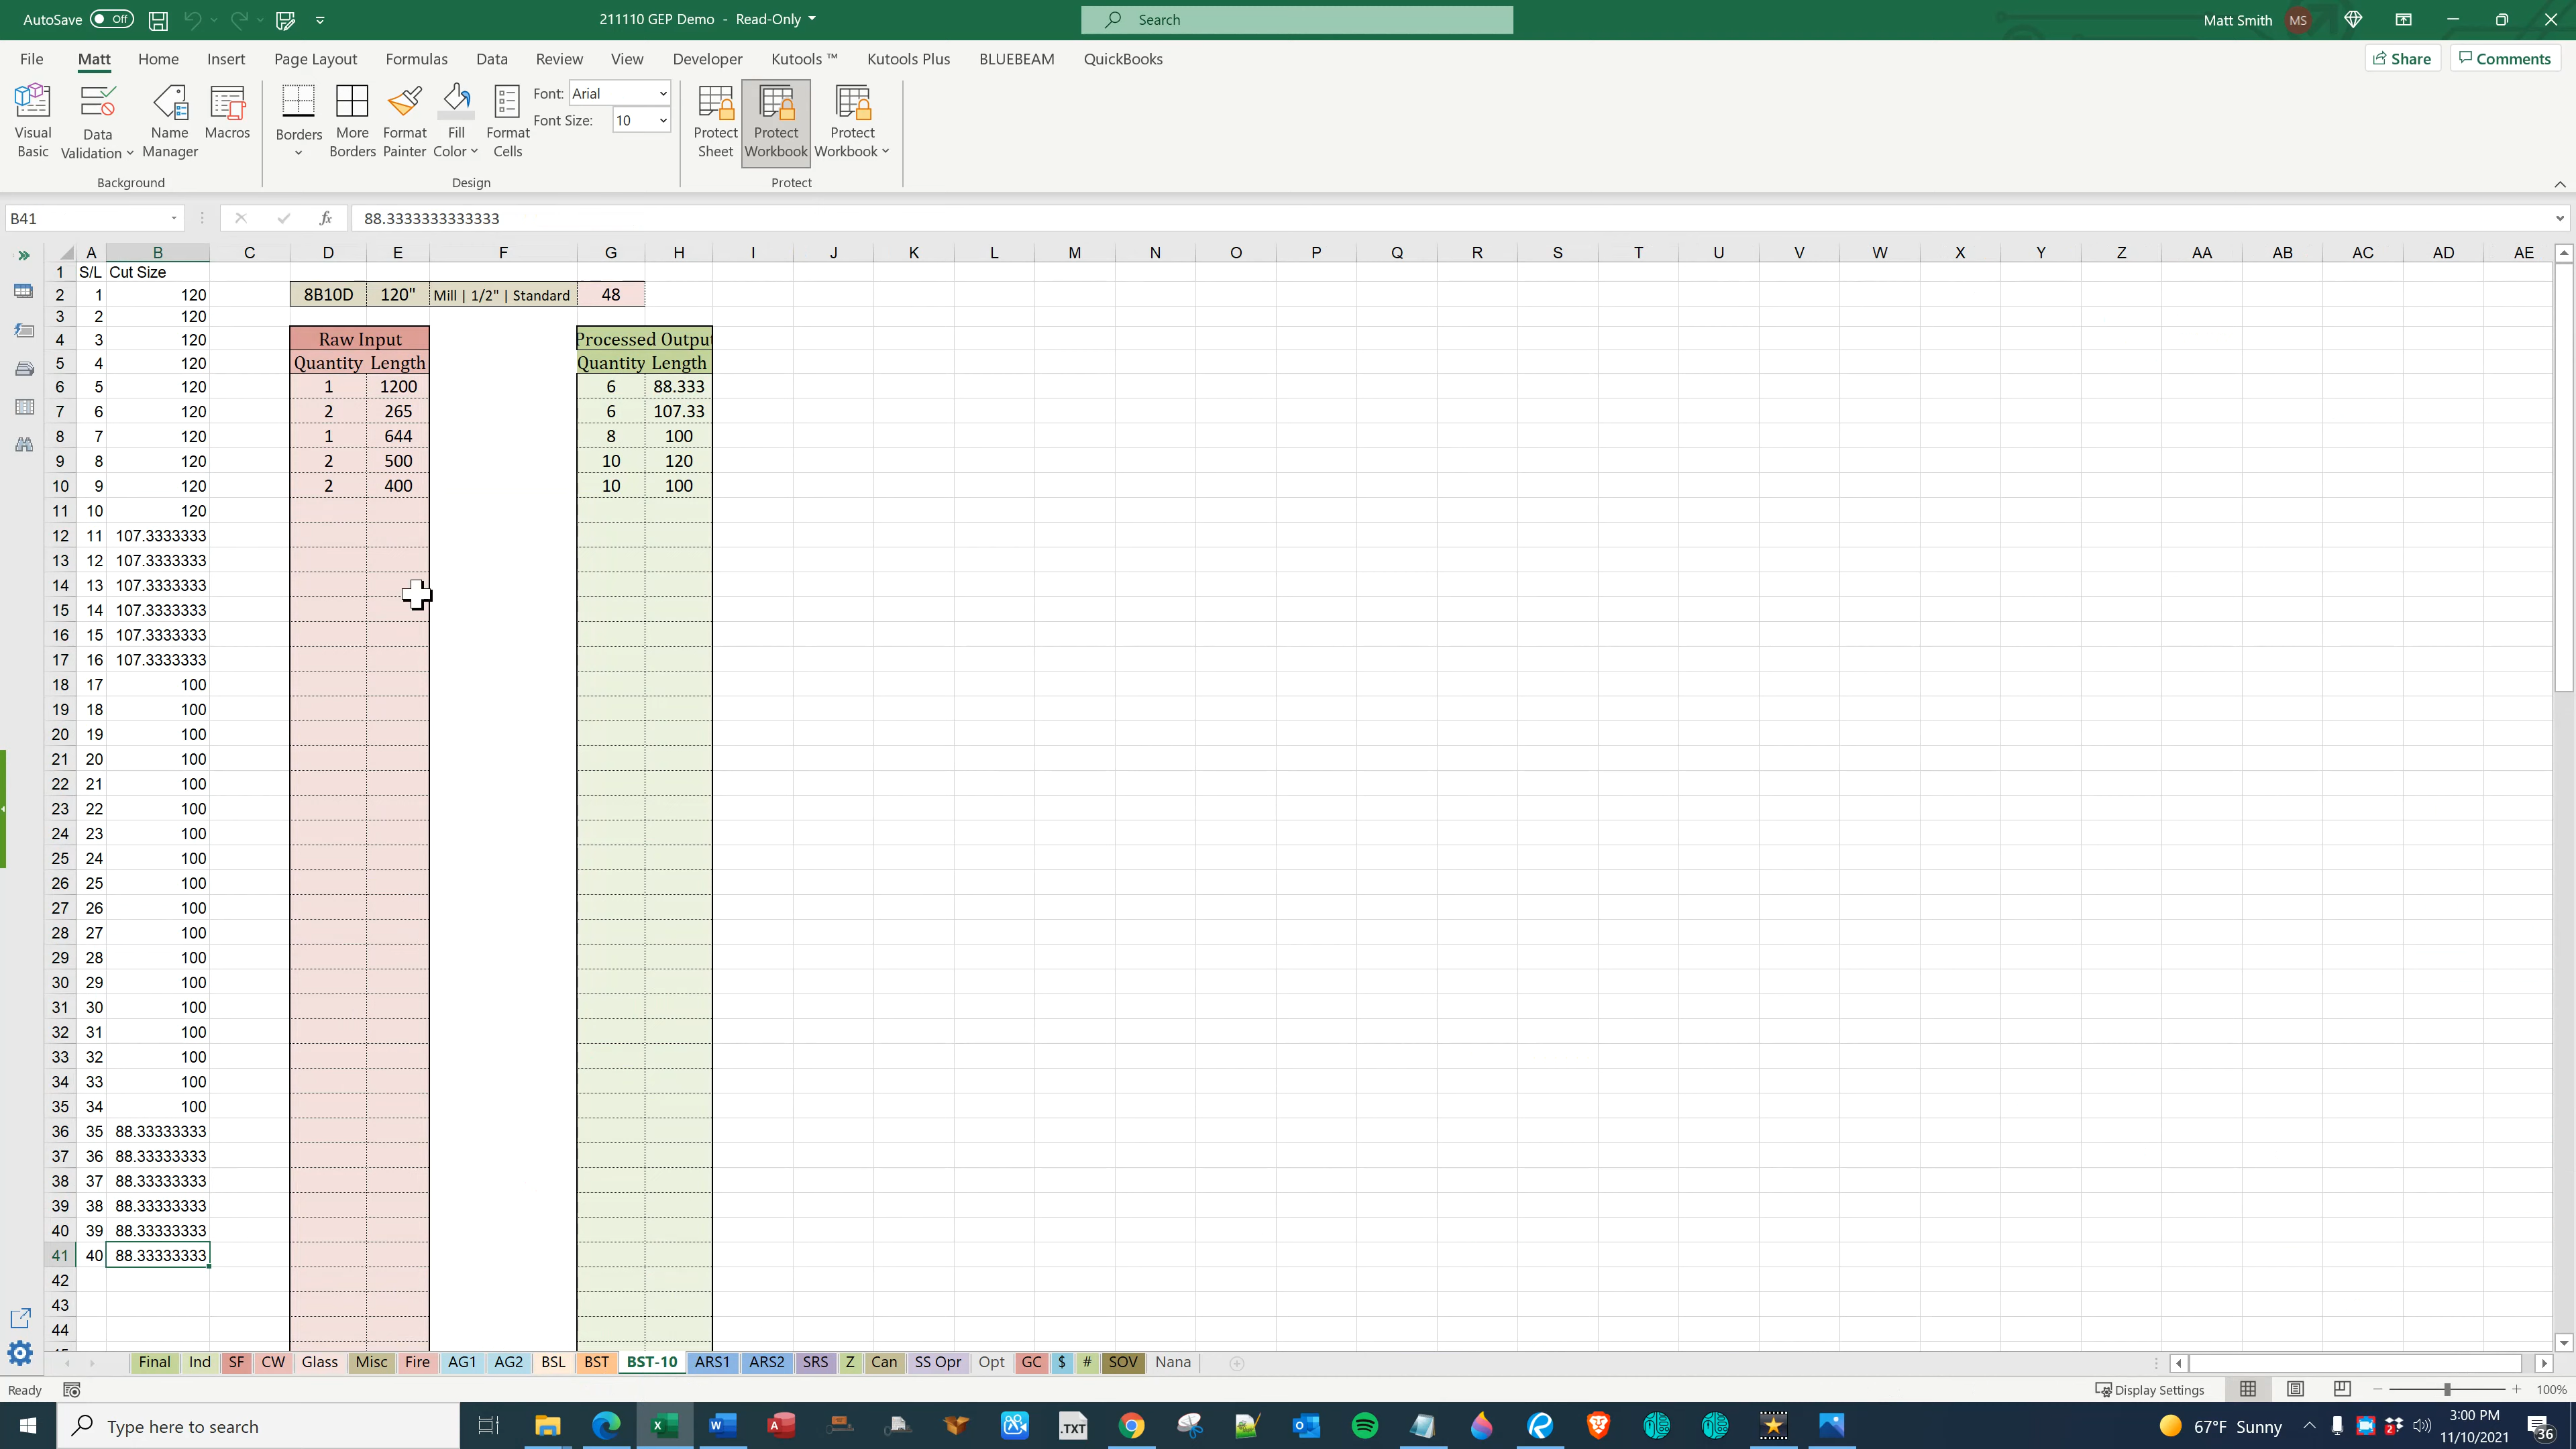 AutoSave Off 211110 GEP Demo - Read-Only Search Matt Smith MS
File Matt Home Insert Page Layout Formulas Data Review View Developer Kutools ™ Kutools Plus BLUEBEAM QuickBooks Share Comments
Visual Basic
Data Validation
Name Manager
Macros
Borders
More Borders
Format Painter
Fill Color
Format Cells
Font: Arial
Font Size: 10
Protect Sheet
Protect Workbook
Protect Workbook
Background Design Protect
B41 fx 88.3333333333333
A B C D E F G H I J K L M N O P Q R S T U V W X Y Z AA AB AC AD AE
1 S/L Cut Size
2 1 120 8B10D 120" Mill | 1/2" | Standard 48
3 2 120
4 3 120 Raw Input Processed Outpu
5 4 120 Quantity Length Quantity Length
6 5 120 1 1200 6 88.333
7 6 120 2 265 6 107.33
8 7 120 1 644 8 100
9 8 120 2 500 10 120
10 9 120 2 400 10 100
11 10 120
12 11 107.3333333
13 12 107.3333333
14 13 107.3333333
15 14 107.3333333
16 15 107.3333333
17 16 107.3333333
18 17 100
19 18 100
20 19 100
21 20 100
22 21 100
23 22 100
24 23 100
25 24 100
26 25 100
27 26 100
28 27 100
29 28 100
30 29 100
31 30 100
32 31 100
33 32 100
34 33 100
35 34 100
36 35 88.33333333
37 36 88.33333333
38 37 88.33333333
39 38 88.33333333
40 39 88.33333333
41 40 88.33333333
42
43
44
Final Ind SF CW Glass Misc Fire AG1 AG2 BSL BST BST-10 ARS1 ARS2 SRS Z Can SS Opr Opt GC $ # SOV Nana
Ready Display Settings 100%
Type here to search .TXT 67°F Sunny 3:00 PM
11/10/2021 36